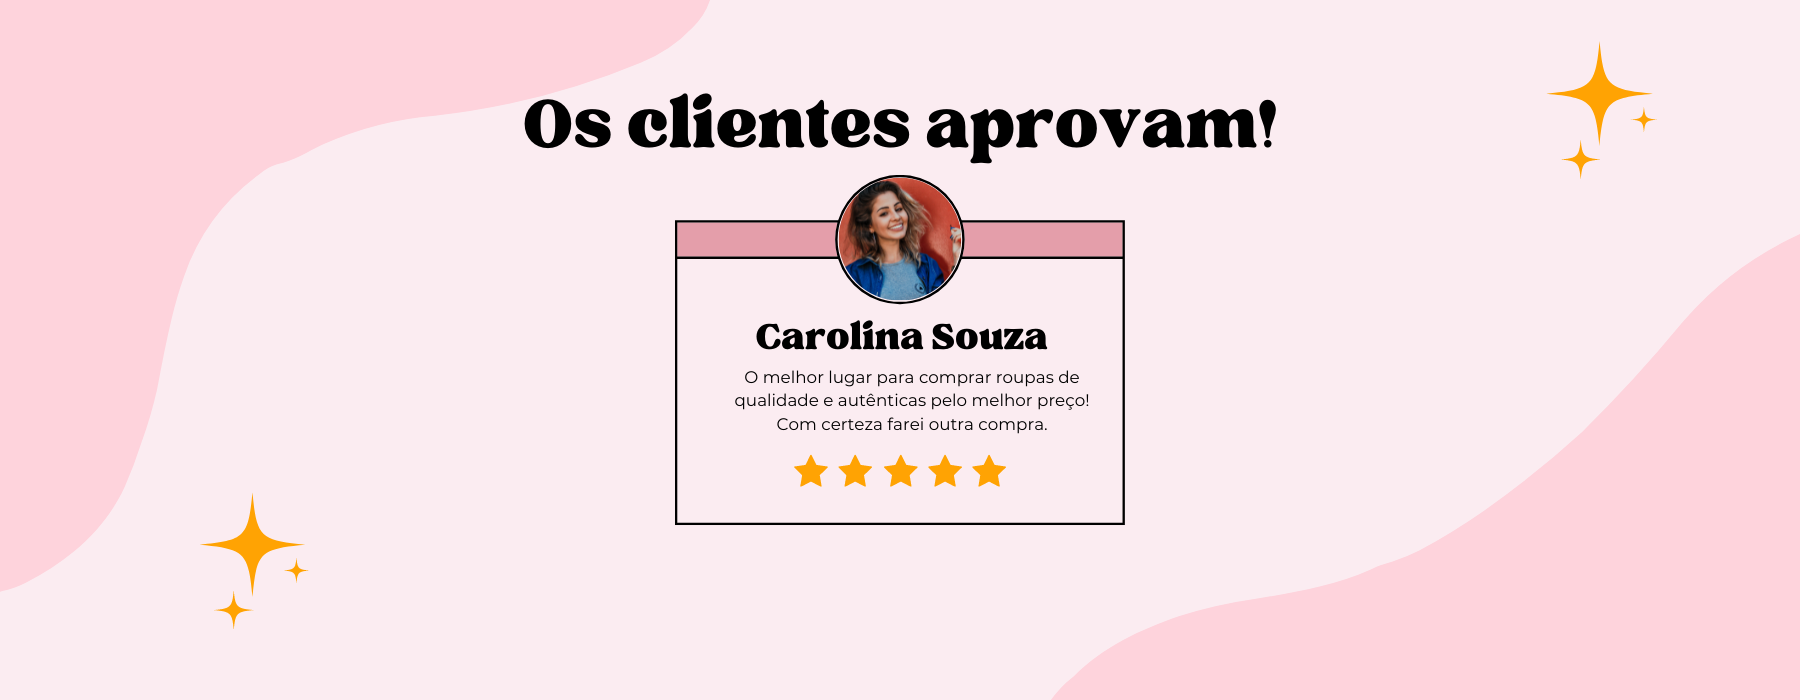 Os clientes aprovam!
Carolina Souza
O melhor lugar para comprar roupas de
qualidade e autênticas pelo melhor preço!
Com certeza farei outra compra.